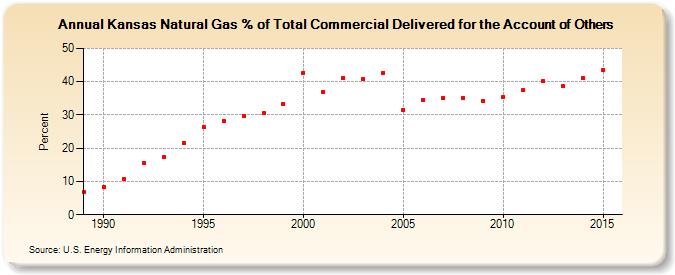 Annual Kansas Natural Gas % of Total Commercial Delivered for the Account of Others
Percent
50
40
30
20
10
0
1990 1995 2000 2005 2010 2015
Source: U.S. Energy Information Administration